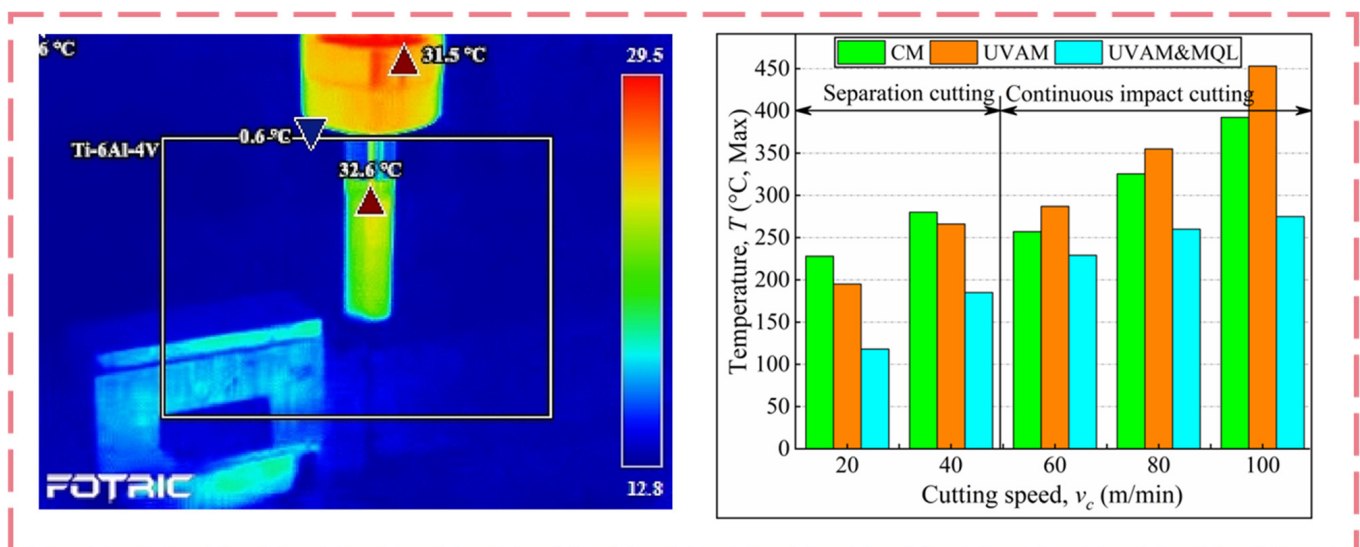 6 °C
31.5 °C
29.5
0.6 °C
Ti-6Al-4V
32.6 °C
FOTRIC
12.8
CM UVAM UVAM&MQL
Separation cutting
Continuous impact cutting
Temperature, T (°C, Max)
450
400
350
300
250
200
150
100
50
0
20 40 60 80 100
Cutting speed, vc (m/min)